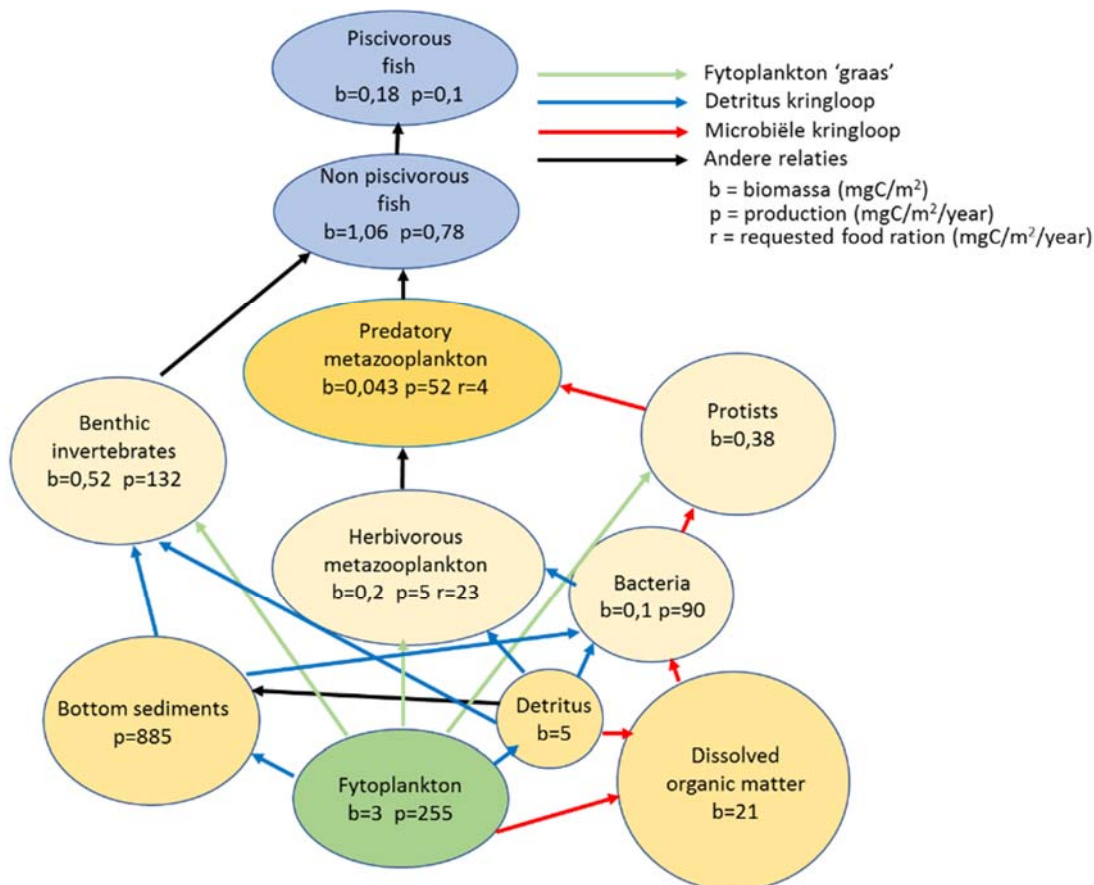 Piscivorous
fish
b=0,18 p=0,1
Fytoplankton ‘graas’
Detritus kringloop
Microbiële kringloop
Andere relaties
b = biomassa (mgC/m²)
p = production (mgC/m²/year)
r = requested food ration (mgC/m²/year)
Non piscivorous
fish
b=1,06 p=0,78
Predatory
metazooplankton
b=0,043 p=52 r=4
Protists
b=0,38
Benthic
invertebrates
b=0,52 p=132
Herbivorous
metazooplankton
b=0,2 p=5 r=23
Bacteria
b=0,1 p=90
Bottom sediments
p=885
Detritus
b=5
Dissolved
organic matter
b=21
Fytoplankton
b=3 p=255